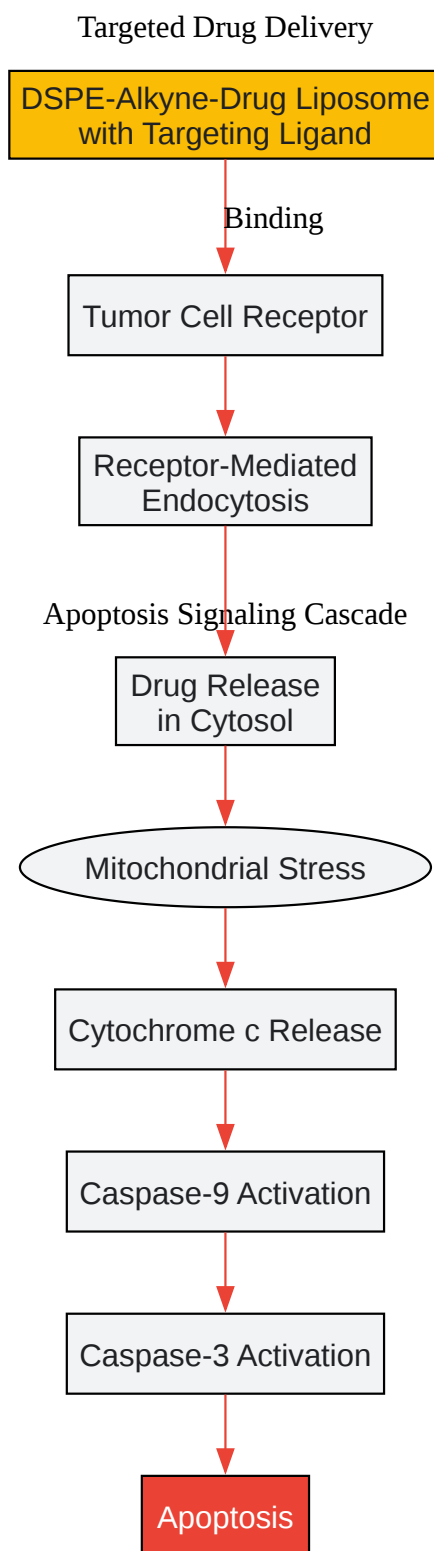 Targeted Drug Delivery
DSPE-Alkyne-Drug Liposome
with Targeting Ligand
Binding
Tumor Cell Receptor
Receptor-Mediated
Endocytosis
Apoptosis Signaling Cascade
Drug Release
in Cytosol
Mitochondrial Stress
Cytochrome c Release
Caspase-9 Activation
Caspase-3 Activation
Apoptosis